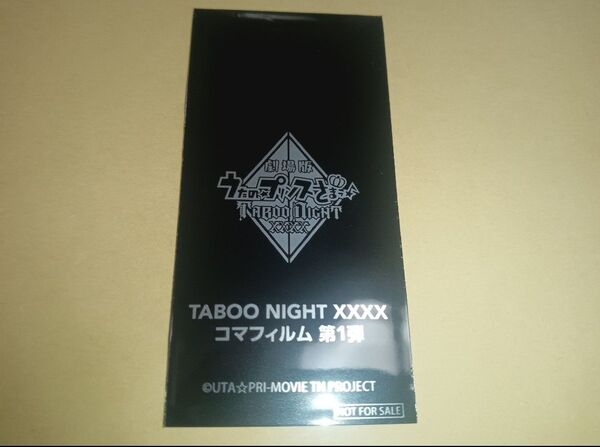 劇場版
うたの☆プリンスさまっ♪
TABOO NIGHT
XXXX
TABOO NIGHT XXXX
コマフィルム 第1弾
©UTA☆PRI-MOVIE TN PROJECT
NOT FOR SALE